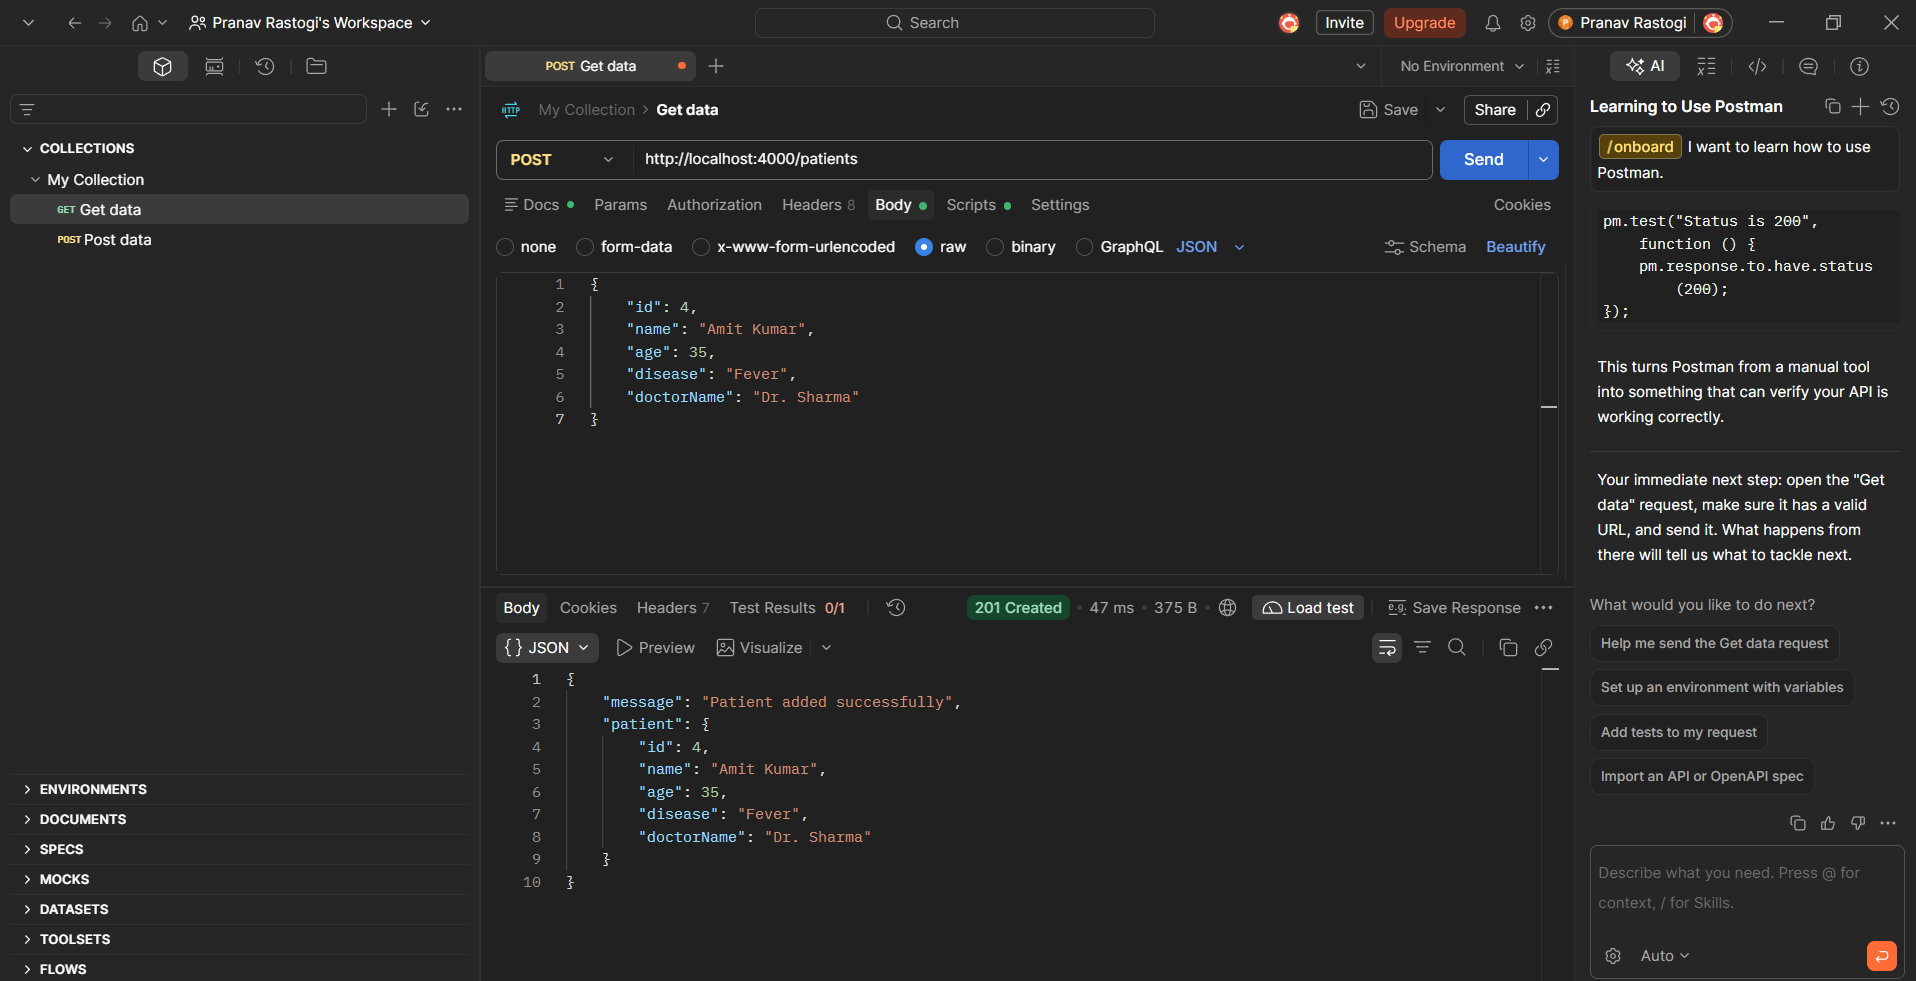 Pranav Rastogi's Workspace
Search
Invite
Upgrade
Pranav Rastogi
POST Get data
No Environment
AI
HTTP My Collection > Get data
Save
Share
Learning to Use Postman
COLLECTIONS
My Collection
GET Get data
POST Post data
POST
http://localhost:4000/patients
Send
Docs
Params
Authorization
Headers 8
Body
Scripts
Settings
Cookies
none
form-data
x-www-form-urlencoded
raw
binary
GraphQL
JSON
Schema
Beautify
1 {
2 "id": 4,
3 "name": "Amit Kumar",
4 "age": 35,
5 "disease": "Fever",
6 "doctorName": "Dr. Sharma"
7 }
Body
Cookies
Headers 7
Test Results 0/1
201 Created
47 ms
375 B
Load test
e.g. Save Response
{} JSON
Preview
Visualize
1 {
2 "message": "Patient added successfully",
3 "patient": {
4 "id": 4,
5 "name": "Amit Kumar",
6 "age": 35,
7 "disease": "Fever",
8 "doctorName": "Dr. Sharma"
9 }
10 }
ENVIRONMENTS
DOCUMENTS
SPECS
MOCKS
DATASETS
TOOLSETS
FLOWS
/onboard I want to learn how to use
Postman.
pm.test("Status is 200",
function () {
pm.response.to.have.status
(200);
});
This turns Postman from a manual tool
into something that can verify your API is
working correctly.
Your immediate next step: open the "Get
data" request, make sure it has a valid
URL, and send it. What happens from
there will tell us what to tackle next.
What would you like to do next?
Help me send the Get data request
Set up an environment with variables
Add tests to my request
Import an API or OpenAPI spec
Describe what you need. Press @ for
context, / for Skills.
Auto